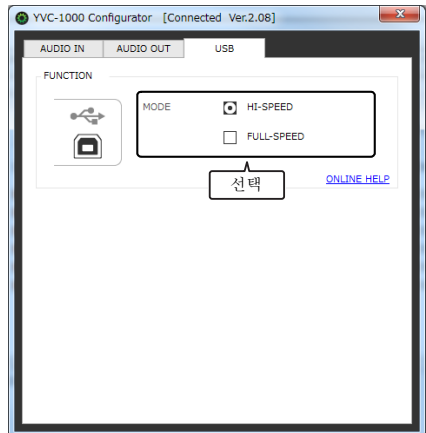 YVC-1000 Configurator [Connected Ver.2.08]
AUDIO IN AUDIO OUT USB
FUNCTION
MODE HI-SPEED
FULL-SPEED
선택
ONLINE HELP